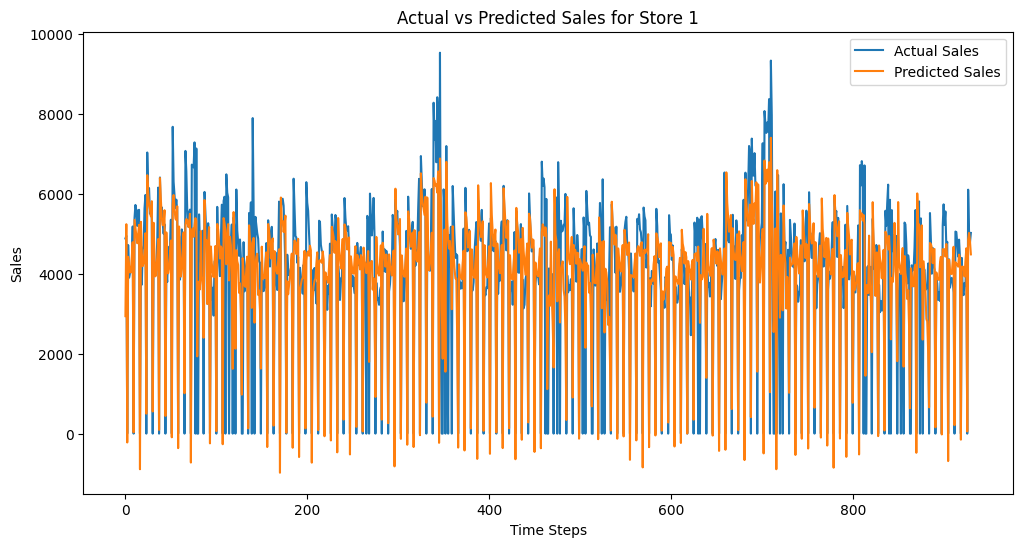 Actual vs Predicted Sales for Store 1
Actual Sales
Predicted Sales
Sales
10000
8000
6000
4000
2000
0
0 200 400 600 800
Time Steps